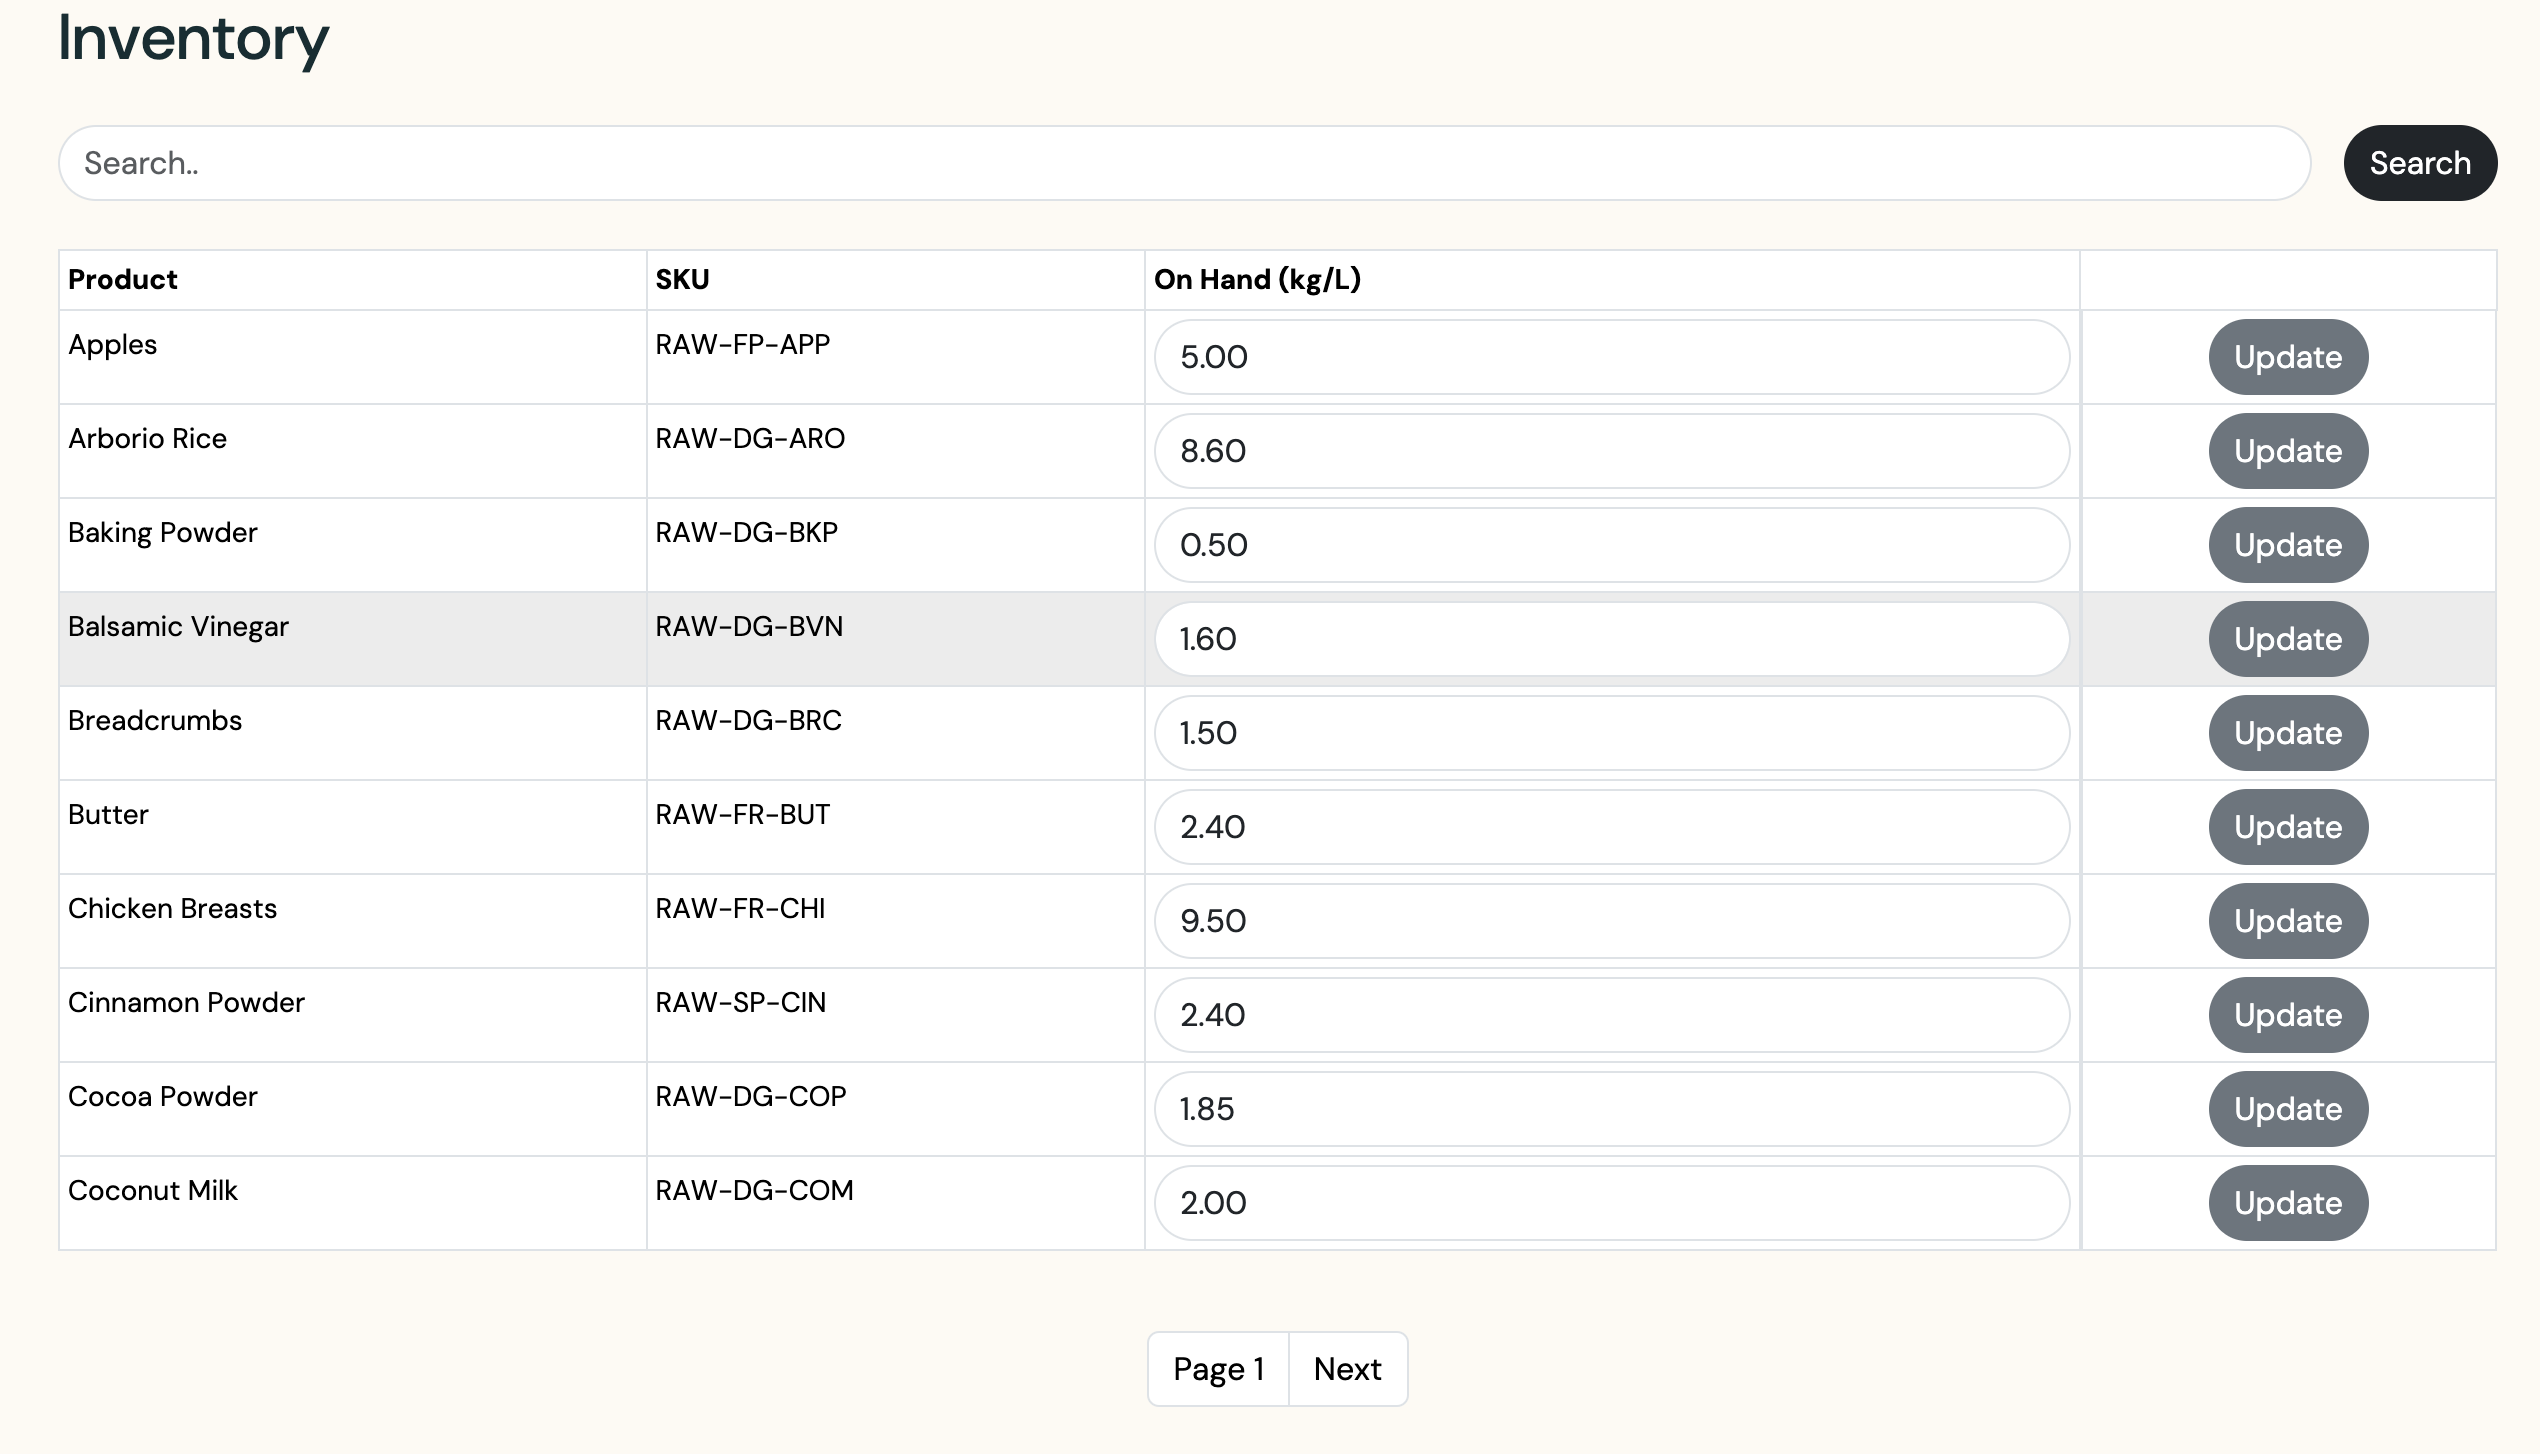 Inventory
Search..
Search
Product SKU On Hand (kg/L)
Apples RAW-FP-APP 5.00 Update
Arborio Rice RAW-DG-ARO 8.60 Update
Baking Powder RAW-DG-BKP 0.50 Update
Balsamic Vinegar RAW-DG-BVN 1.60 Update
Breadcrumbs RAW-DG-BRC 1.50 Update
Butter RAW-FR-BUT 2.40 Update
Chicken Breasts RAW-FR-CHI 9.50 Update
Cinnamon Powder RAW-SP-CIN 2.40 Update
Cocoa Powder RAW-DG-COP 1.85 Update
Coconut Milk RAW-DG-COM 2.00 Update
Page 1 Next